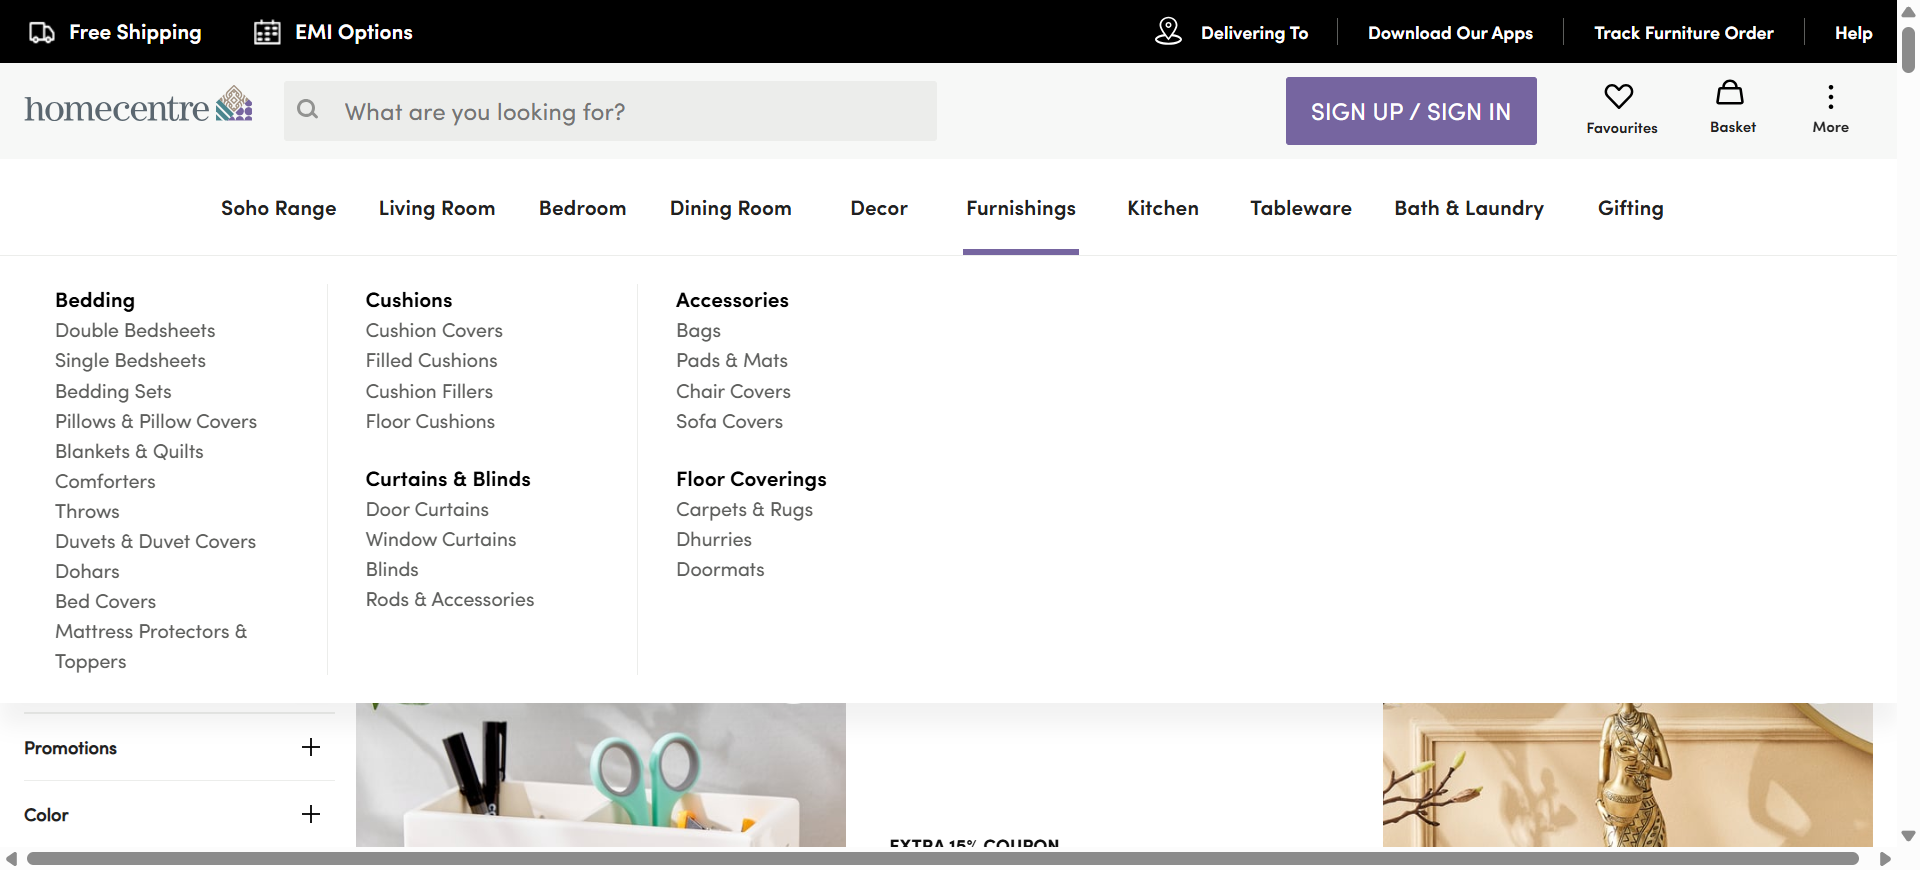 Free Shipping
EMI Options
Delivering To
Download Our Apps
Track Furniture Order
Help
homecentre
What are you looking for?
SIGN UP / SIGN IN
Favourites
Basket
More
Soho Range
Living Room
Bedroom
Dining Room
Decor
Furnishings
Kitchen
Tableware
Bath & Laundry
Gifting
Bedding
Double Bedsheets
Single Bedsheets
Bedding Sets
Pillows & Pillow Covers
Blankets & Quilts
Comforters
Throws
Duvets & Duvet Covers
Dohars
Bed Covers
Mattress Protectors &
Toppers
Cushions
Cushion Covers
Filled Cushions
Cushion Fillers
Floor Cushions
Curtains & Blinds
Door Curtains
Window Curtains
Blinds
Rods & Accessories
Accessories
Bags
Pads & Mats
Chair Covers
Sofa Covers
Floor Coverings
Carpets & Rugs
Dhurries
Doormats
Promotions
Color
EXTRA 15% COUPON